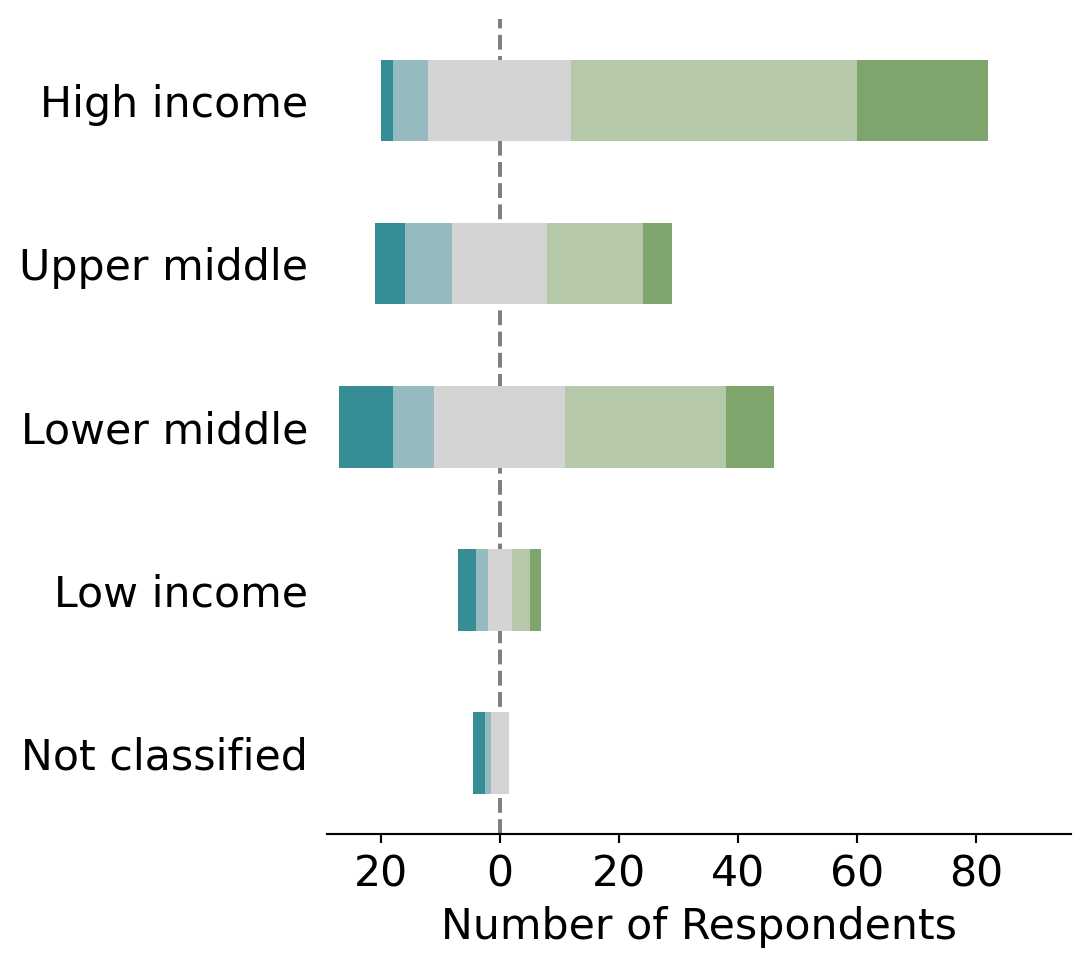 High income
Upper middle
Lower middle
Low income
Not classified
20 0 20 40 60 80
Number of Respondents